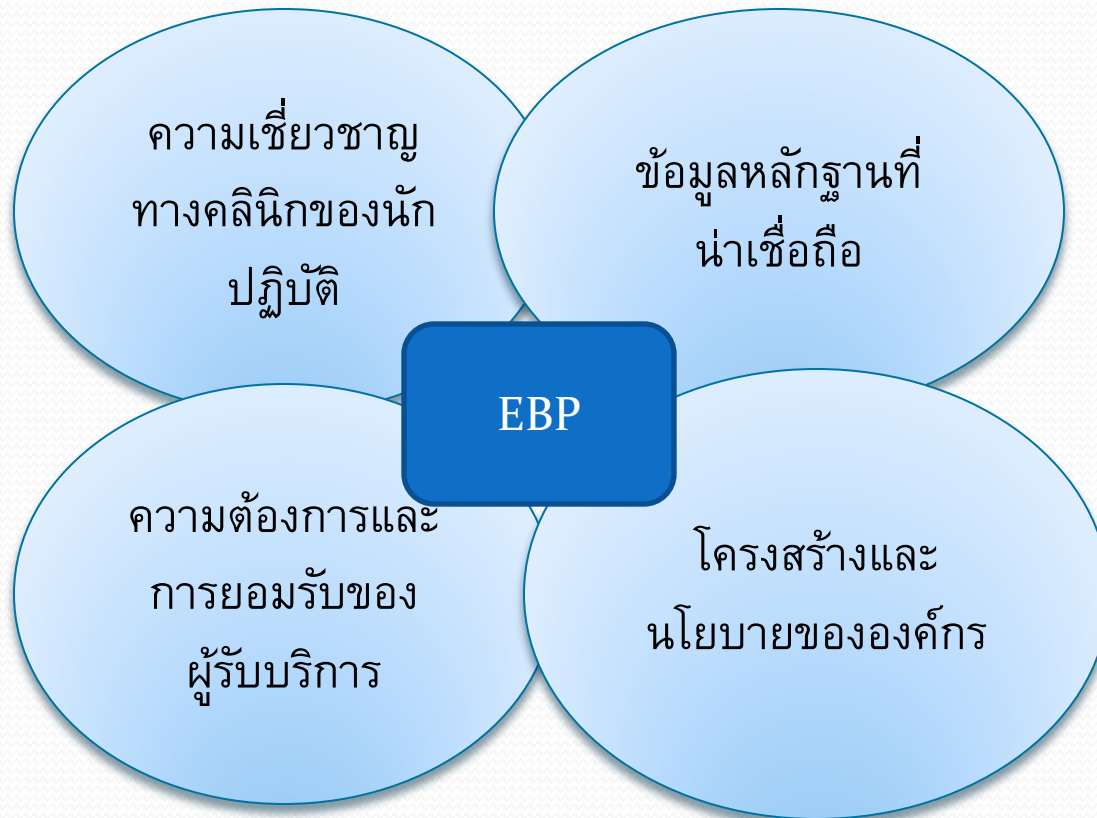 ความเชี่ยวชาญ
ทางคลินิกของนัก
ปฏิบัติ
ข้อมูลหลักฐานที่
น่าเชื่อถือ
EBP
ความต้องการและ
การยอมรับของ
ผู้รับบริการ
โครงสร้างและ
นโยบายขององค์กร